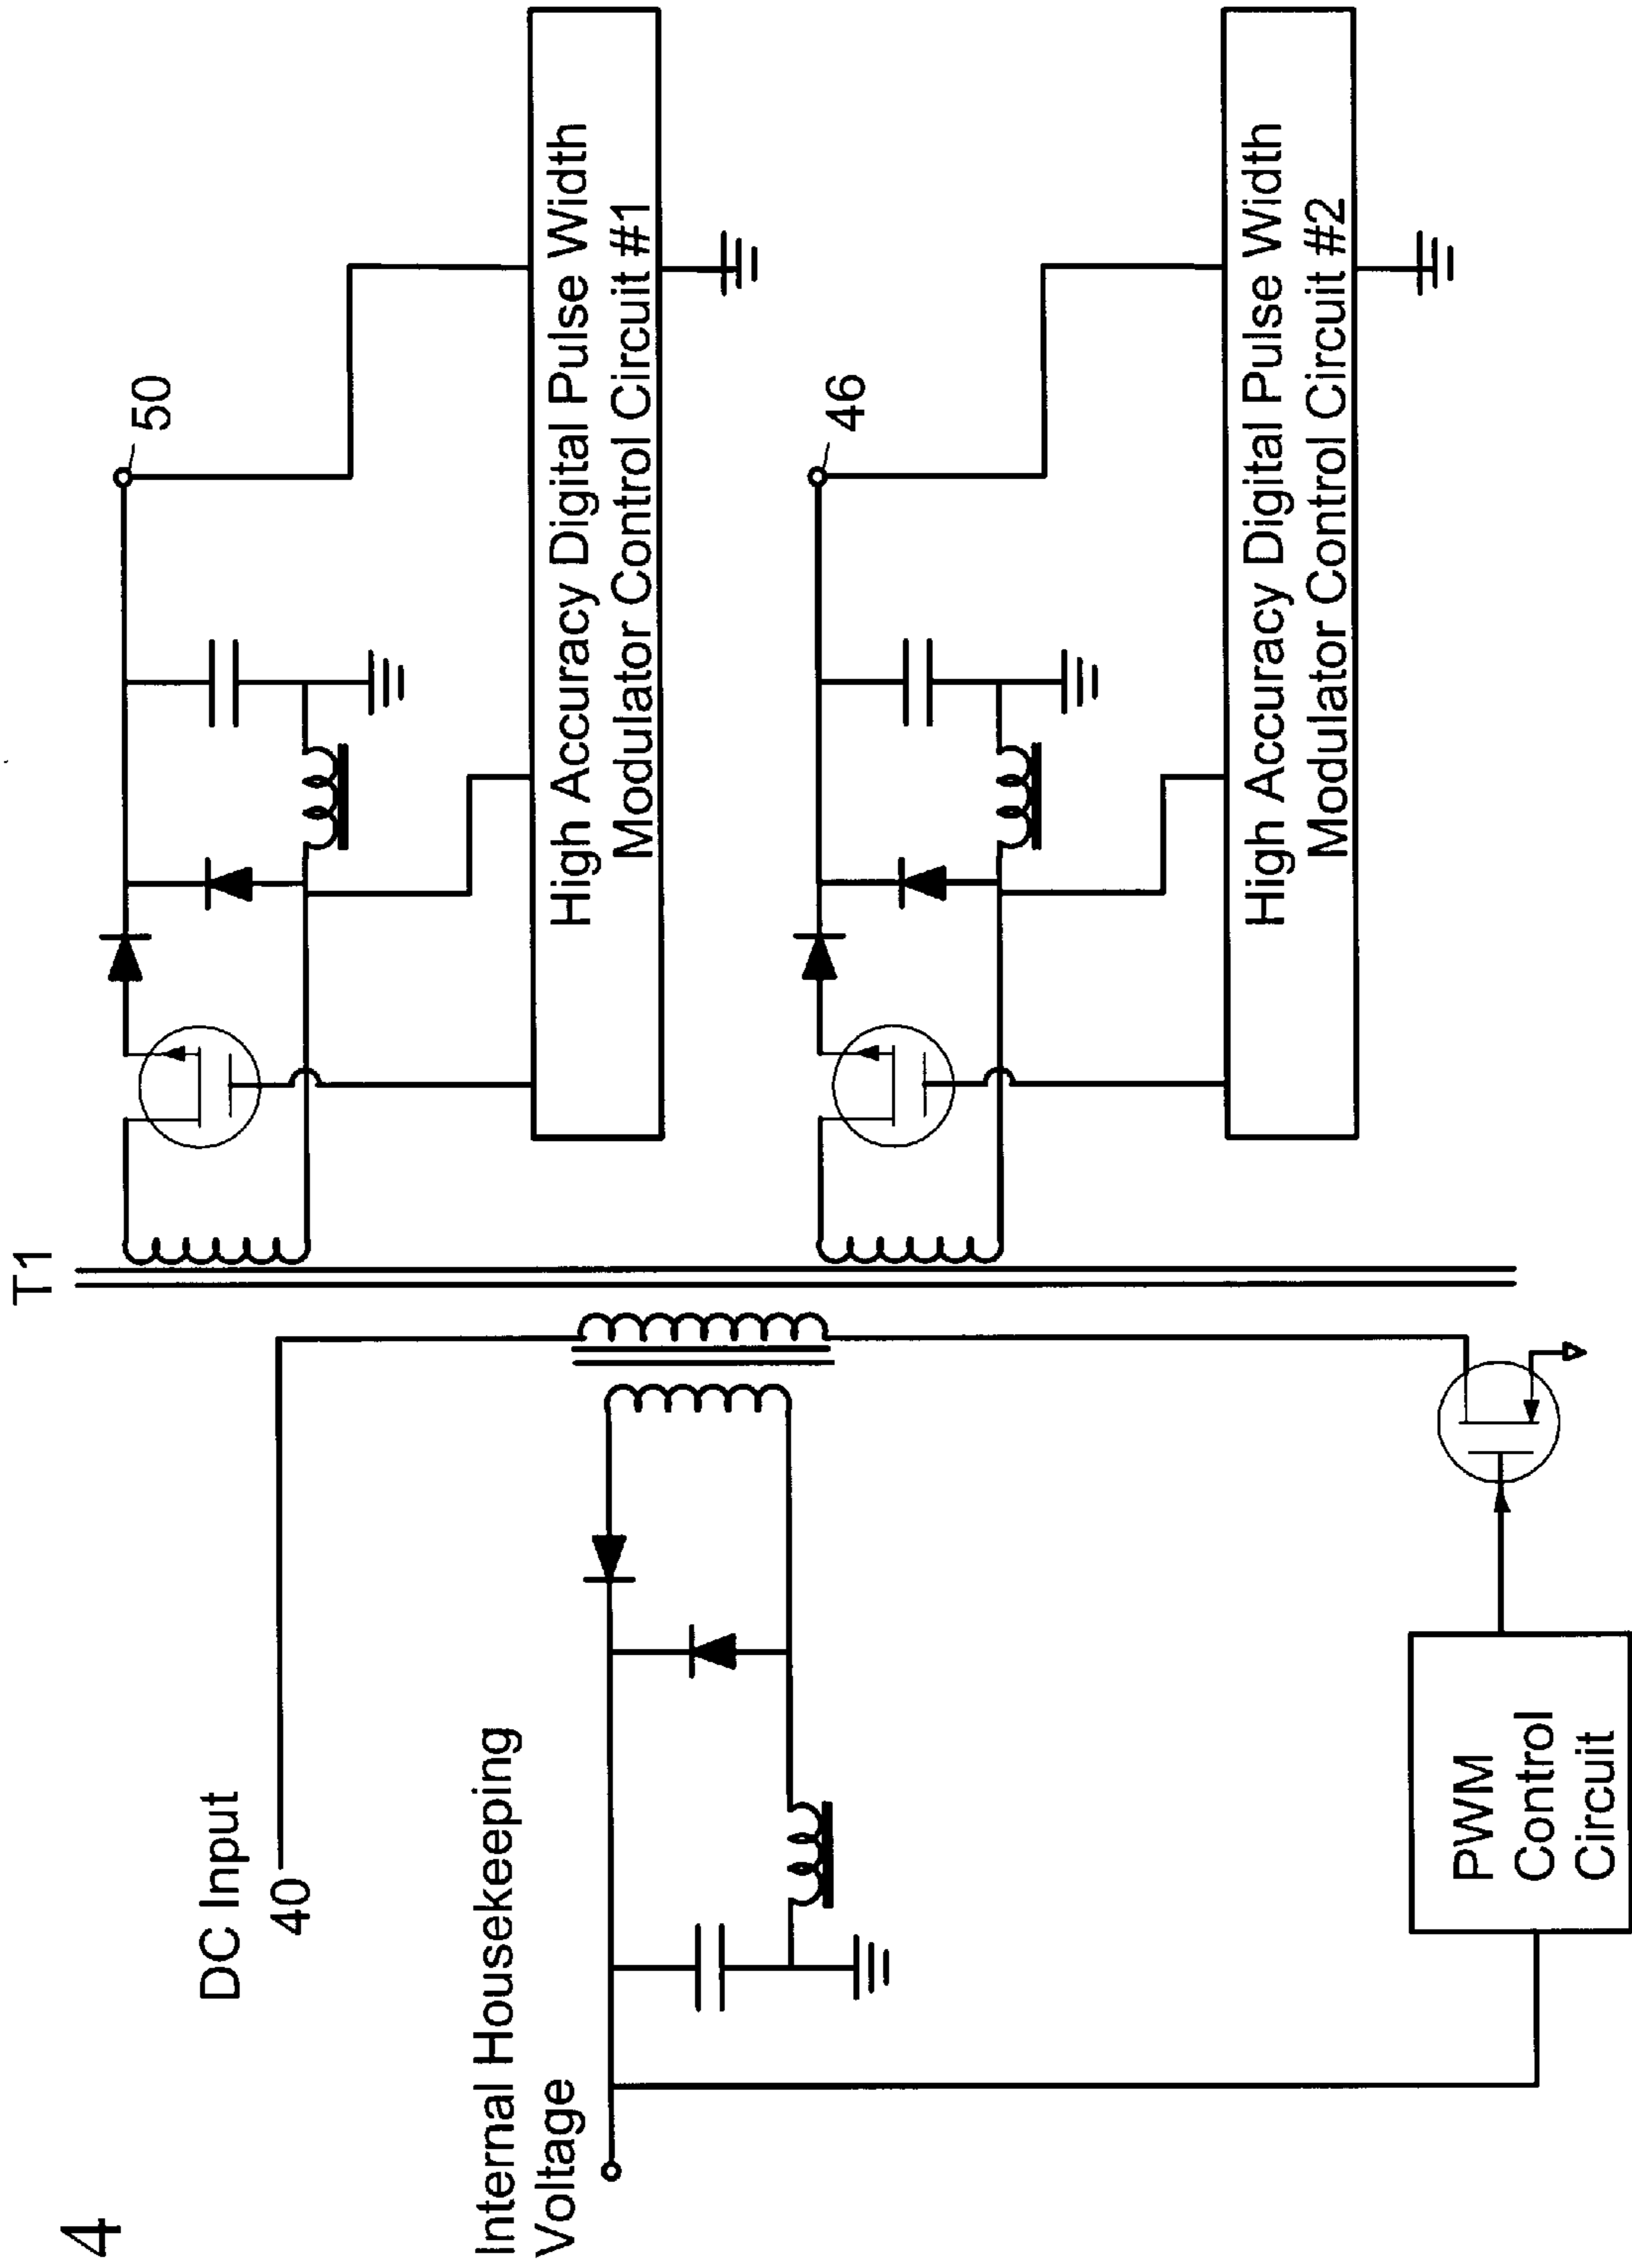 4
T1
DC Input
40
Internal Housekeeping
Voltage
PWM
Control
Circuit
50
High Accuracy Digital Pulse Width
Modulator Control Circuit #1
46
High Accuracy Digital Pulse Width
Modulator Control Circuit #2